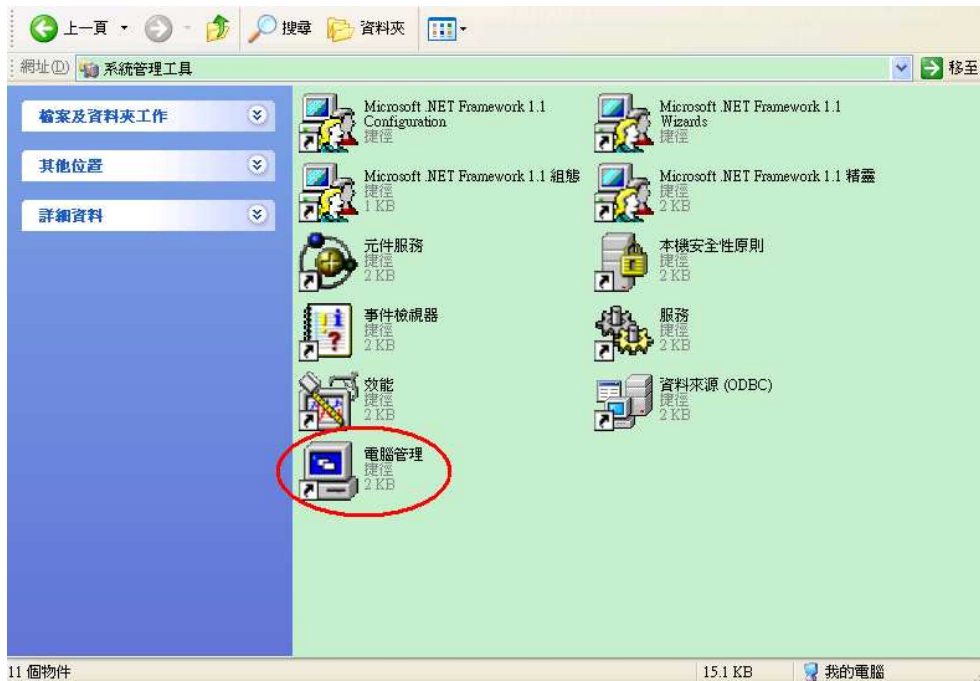 上一頁
搜尋
資料夾
網址(D)
系統管理工具
移至
檔案及資料夾工作
其他位置
詳細資料
Microsoft .NET Framework 1.1
Configuration
捷徑
Microsoft .NET Framework 1.1
Wizards
捷徑
Microsoft .NET Framework 1.1 組態
捷徑
1 KB
Microsoft .NET Framework 1.1 精靈
捷徑
2 KB
元件服務
捷徑
2 KB
本機安全性原則
捷徑
2 KB
事件檢視器
捷徑
2 KB
服務
捷徑
2 KB
效能
捷徑
2 KB
資料來源 (ODBC)
捷徑
2 KB
電腦管理
捷徑
2 KB
11 個物件
15.1 KB
我的電腦